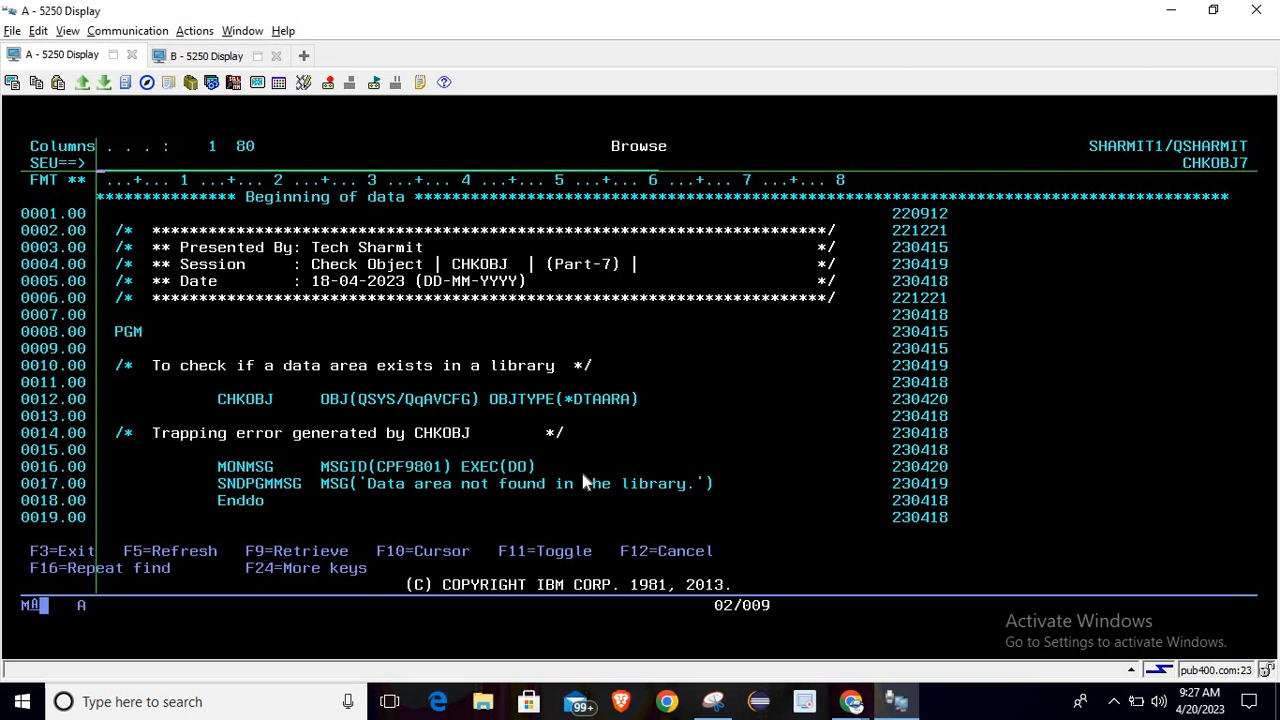 A - 5250 Display
File Edit View Communication Actions Window Help
A - 5250 Display B - 5250 Display
Columns . . . : 1 80 Browse SHARMIT1/QSHARMIT
SEU==> CHKOBJ7
FMT ** ...+... 1 ...+... 2 ...+... 3 ...+... 4 ...+... 5 ...+... 6 ...+... 7 ...+... 8
*************** Beginning of data ***************************************************************************************
0001.00 220912
0002.00 /* ************************************************************************/ 221221
0003.00 /* ** Presented By: Tech Sharmit */ 230415
0004.00 /* ** Session : Check Object | CHKOBJ | (Part-7) | */ 230419
0005.00 /* ** Date : 18-04-2023 (DD-MM-YYYY) */ 230418
0006.00 /* ************************************************************************/ 221221
0007.00 230418
0008.00 PGM 230415
0009.00 230415
0010.00 /* To check if a data area exists in a library */ 230419
0011.00 230418
0012.00 CHKOBJ OBJ(QSYS/QqAVCFG) OBJTYPE(*DTAARA) 230420
0013.00 230418
0014.00 /* Trapping error generated by CHKOBJ */ 230418
0015.00 230418
0016.00 MONMSG MSGID(CPF9801) EXEC(DO) 230420
0017.00 SNDPGMMSG MSG('Data area not found in the library.') 230419
0018.00 Enddo 230418
0019.00 230418
F3=Exit F5=Refresh F9=Retrieve F10=Cursor F11=Toggle F12=Cancel
F16=Repeat find F24=More keys
(C) COPYRIGHT IBM CORP. 1981, 2013.
MA A 02/009
Activate Windows
Go to Settings to activate Windows.
pub400.com:23
Type here to search
99+
9:27 AM
4/20/2023